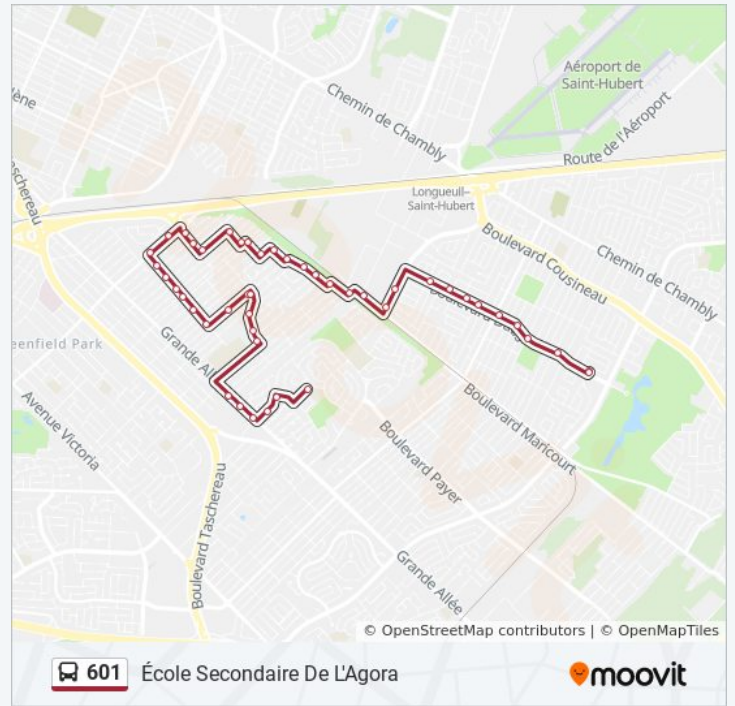 Aéroport de
Saint-Hubert
Chemin de Chambly
Route de l'Aéroport
Longueuil–
Saint-Hubert
Boulevard Cousineau
Chemin de Chambly
Grande Allée
Avenue Victoria
Boulevard Maricourt
Boulevard Payer
Boulevard Taschereau
Grande Allée
© OpenStreetMap contributors | © OpenMapTiles
601 École Secondaire De L'Agora
moovit